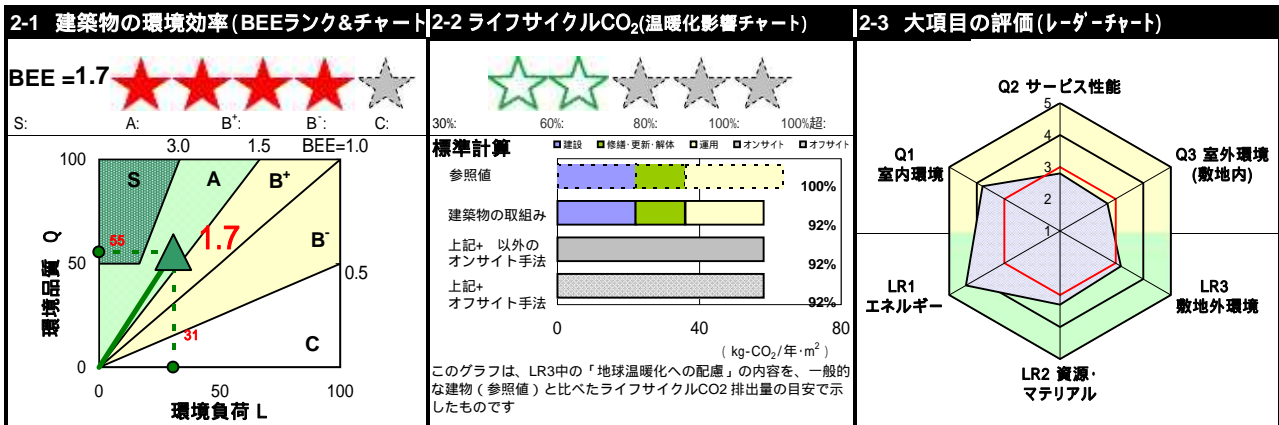 2-1 建築物の環境効率(BEEランク&チャート
BEE =1.7
S: A: B+: B-: C:
3.0 1.5 BEE=1.0
100
S
A
B+
B-
C
1.7
55
50
0.5
31
0
0 50 100
環境品質 Q
環境負荷 L
2-2 ライフサイクルCO2(温暖化影響チャート)
30%: 60%: 80%: 100%: 100%超:
標準計算
建設 修繕・更新・解体 運用 オンサイト オフサイト
参照値 100%
建築物の取組み 92%
上記+ 以外の
オンサイト手法 92%
上記+
オフサイト手法 92%
0 40 80
( kg-CO2/年・m2 )
このグラフは、LR3中の「地球温暖化への配慮」の内容を、一般的
な建物(参照値)と比べたライフサイクルCO2 排出量の目安で示
したものです
2-3 大項目の評価(レーダーチャート)
Q2 サービス性能
5
4
3
2
1
Q1
室内環境
Q3 室外環境
(敷地内)
LR1
エネルギー
LR3
敷地外環境
LR2 資源・
マテリアル